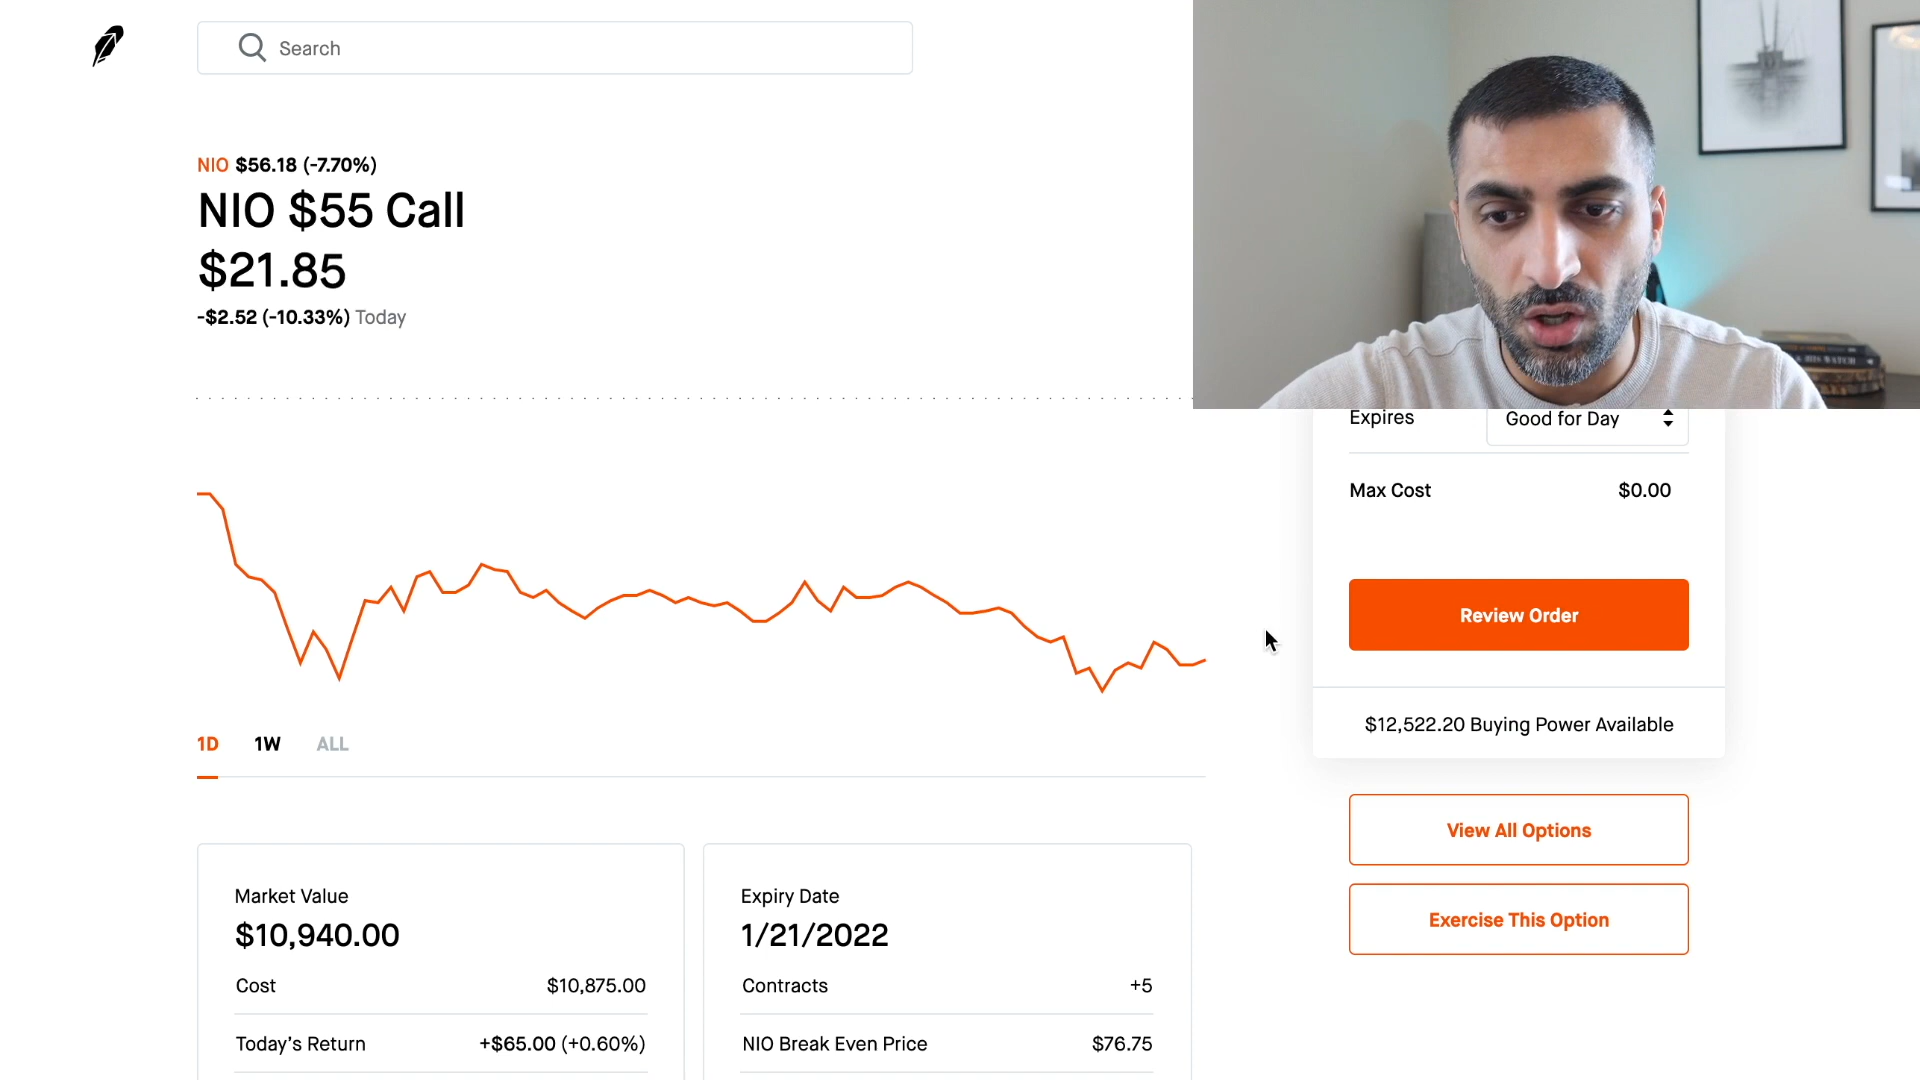 Search
NIO $56.18 (-7.70%)
NIO $55 Call
$21.85
-$2.52 (-10.33%) Today
Expires Good for Day
Max Cost $0.00
Review Order
$12,522.20 Buying Power Available
1D 1W ALL
View All Options
Exercise This Option
Market Value
$10,940.00
Cost $10,875.00
Today’s Return +$65.00 (+0.60%)
Expiry Date
1/21/2022
Contracts +5
NIO Break Even Price $76.75